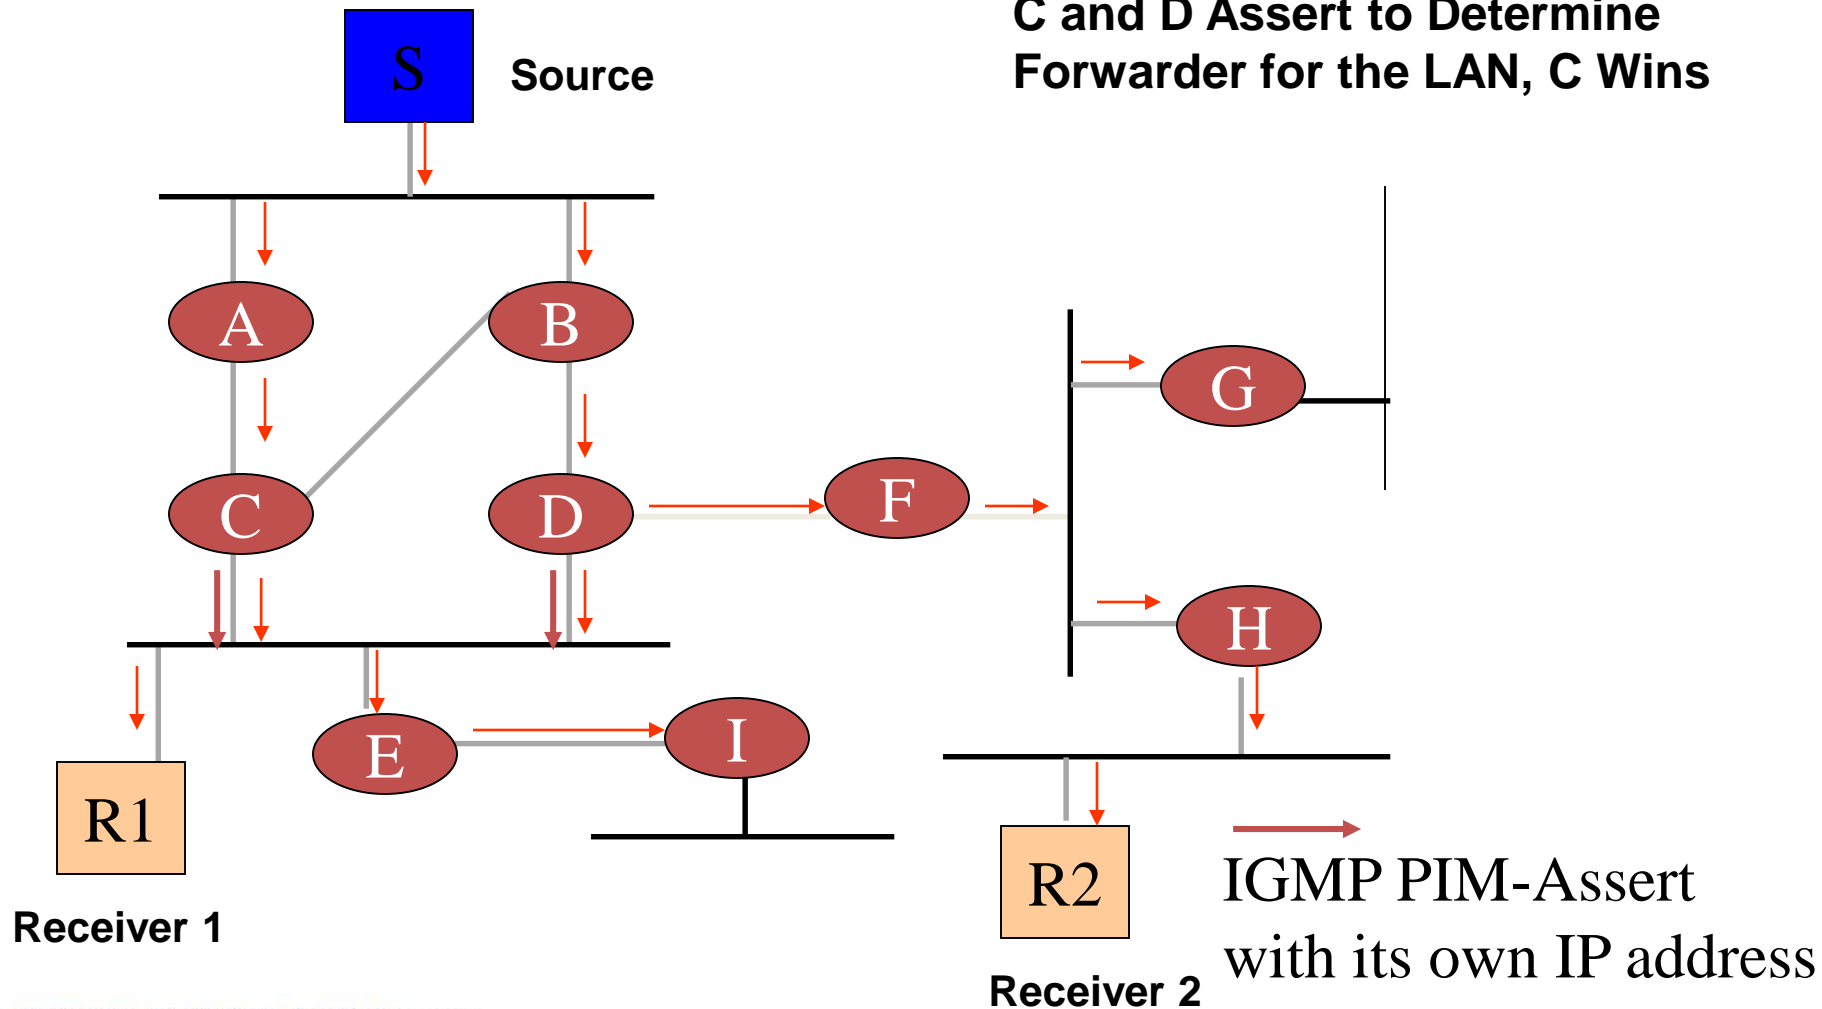 C and D Assert to Determine
Forwarder for the LAN, C Wins
S
Source
A
B
G
C
D
F
H
E
I
R1
R2
IGMP PIM-Assert
with its own IP address
Receiver 1
Receiver 2